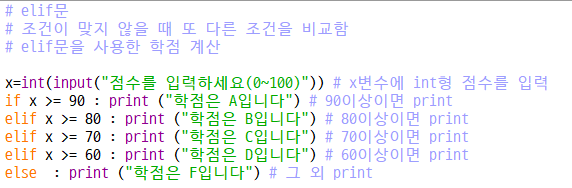 # elif문
# 조건이 맞지 않을 때 또 다른 조건을 비교함
# elif문을 사용한 학점 계산
x=int(input("점수를 입력하세요(0~100)")) # x변수에 int형 점수를 입력
if x >= 90 : print ("학점은 A입니다") # 90이상이면 print
elif x >= 80 : print ("학점은 B입니다") # 80이상이면 print
elif x >= 70 : print ("학점은 C입니다") # 70이상이면 print
elif x >= 60 : print ("학점은 D입니다") # 60이상이면 print
else  : print ("학점은 F입니다") # 그 외 print